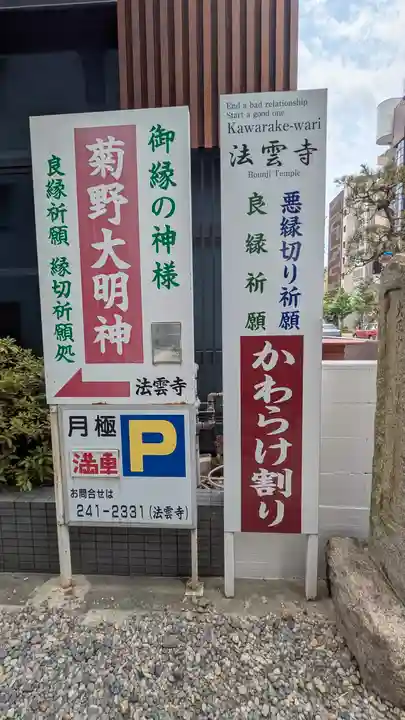 御縁の神様
菊野大明神
良縁祈願 縁切祈願処
法雲寺
月極
満車
P
お問合せは
241-2331(法雲寺)
End a bad relationship
Start a good one
Kawarake-wari
法雲寺
Hounji Temple
悪縁切り祈願
良縁祈願
かわらけ割り